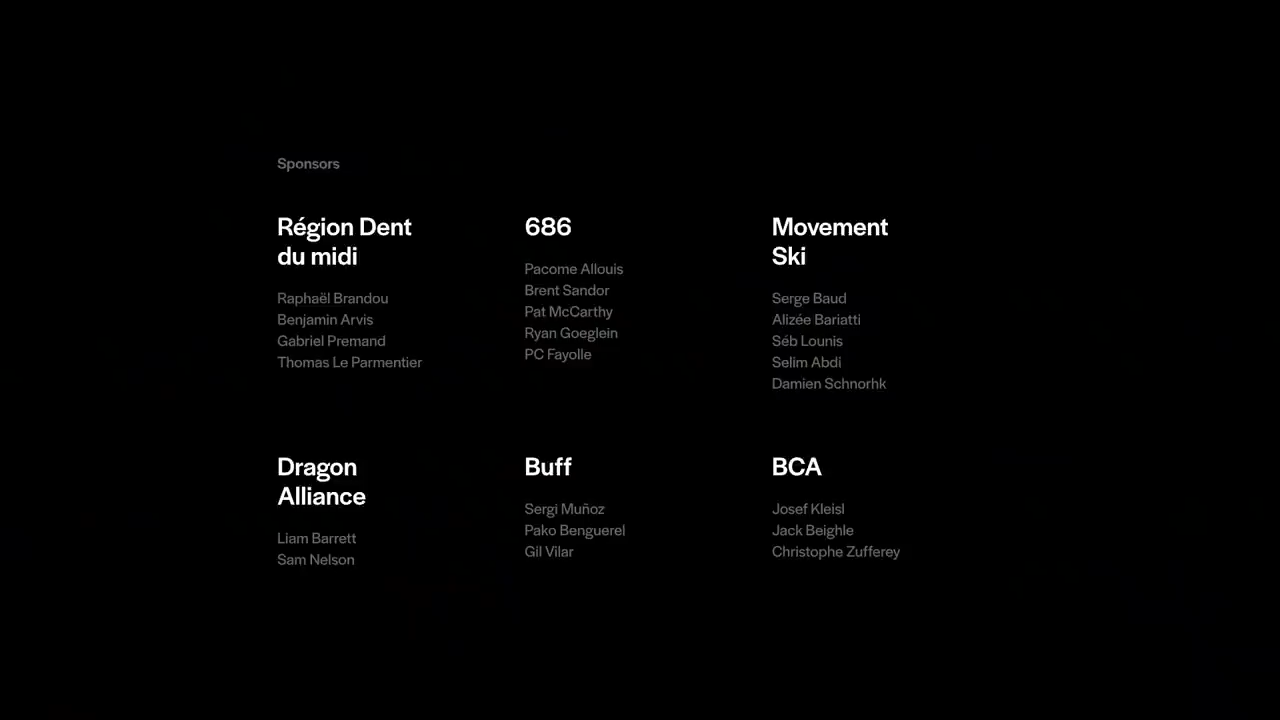 Sponsors
Région Dent
du midi
Raphaël Brandou
Benjamin Arvis
Gabriel Premand
Thomas Le Parmentier
686
Pacome Allouis
Brent Sandor
Pat McCarthy
Ryan Goeglein
PC Fayolle
Movement
Ski
Serge Baud
Alizée Bariatti
Séb Lounis
Selim Abdi
Damien Schnorhk
Dragon
Alliance
Liam Barrett
Sam Nelson
Buff
Sergi Muñoz
Pako Benguerel
Gil Vilar
BCA
Josef Kleisl
Jack Beighle
Christophe Zufferey